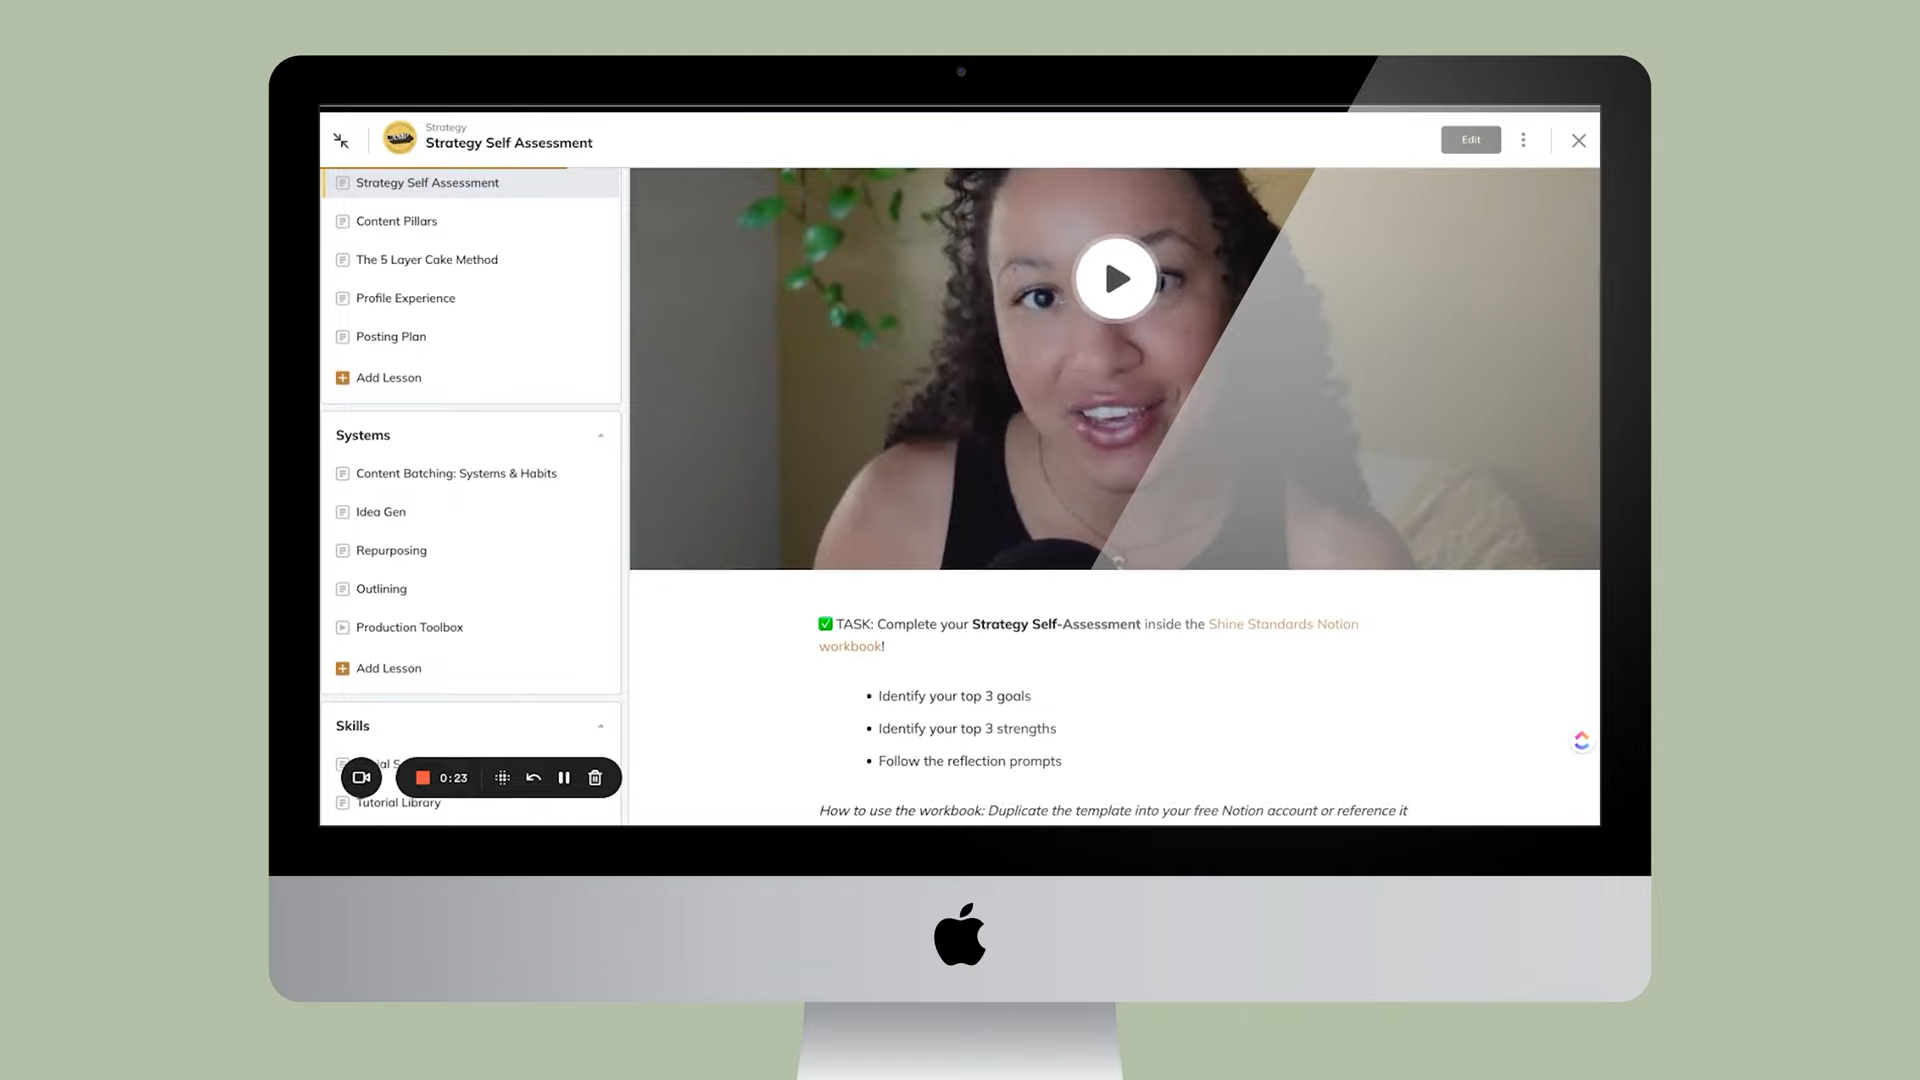 Strategy
Strategy Self Assessment
Edit
Strategy Self Assessment
Content Pillars
The 5 Layer Cake Method
Profile Experience
Posting Plan
Add Lesson
Systems
Content Batching: Systems & Habits
Idea Gen
Repurposing
Outlining
Production Toolbox
Add Lesson
Skills
0:23
Tutorial Library
✅ TASK: Complete your Strategy Self-Assessment inside the Shine Standards Notion
workbook!
• Identify your top 3 goals
• Identify your top 3 strengths
• Follow the reflection prompts
How to use the workbook: Duplicate the template into your free Notion account or reference it